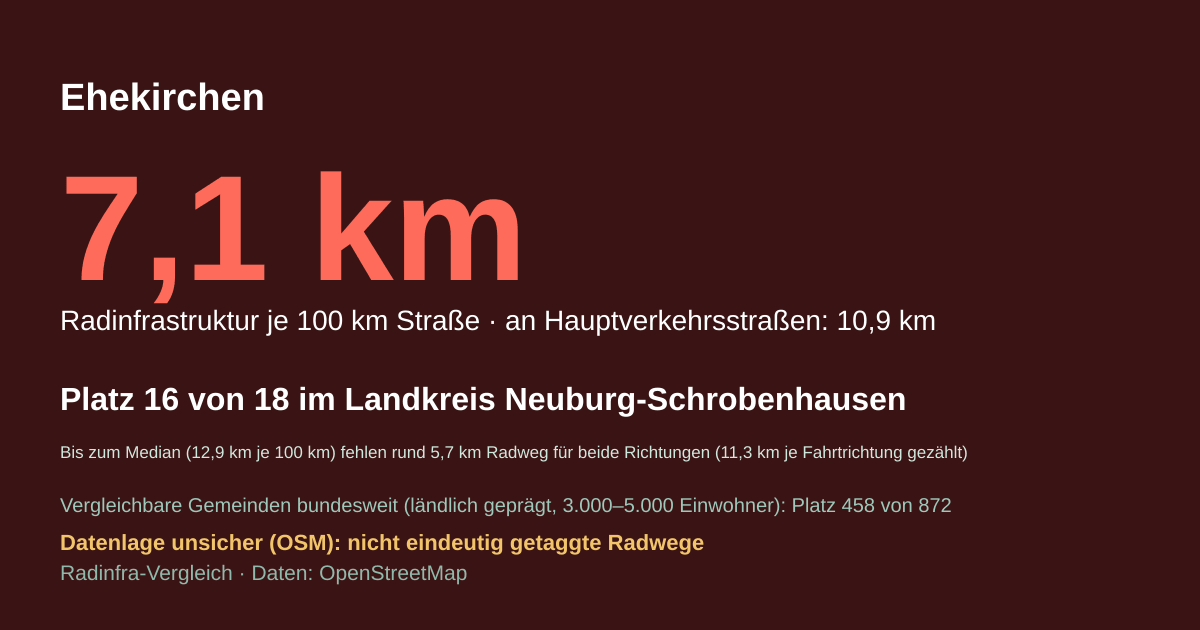 Ehekirchen
7,1 km
Radinfrastruktur je 100 km Straße · an Hauptverkehrsstraßen: 10,9 km
Platz 16 von 18 im Landkreis Neuburg-Schrobenhausen
Bis zum Median (12,9 km je 100 km) fehlen rund 5,7 km Radweg für beide Richtungen (11,3 km je Fahrtrichtung gezählt)
Vergleichbare Gemeinden bundesweit (ländlich geprägt, 3.000–5.000 Einwohner): Platz 458 von 872
Datenlage unsicher (OSM): nicht eindeutig getaggte Radwege
Radinfra-Vergleich · Daten: OpenStreetMap